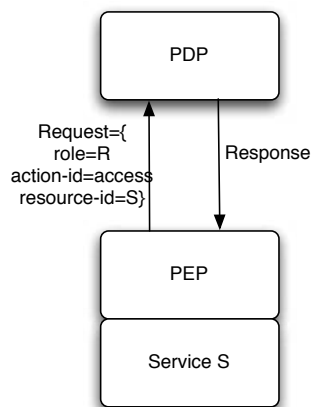 PDP
Request={
role=R
action-id=access
resource-id=S}
Response
PEP
Service S